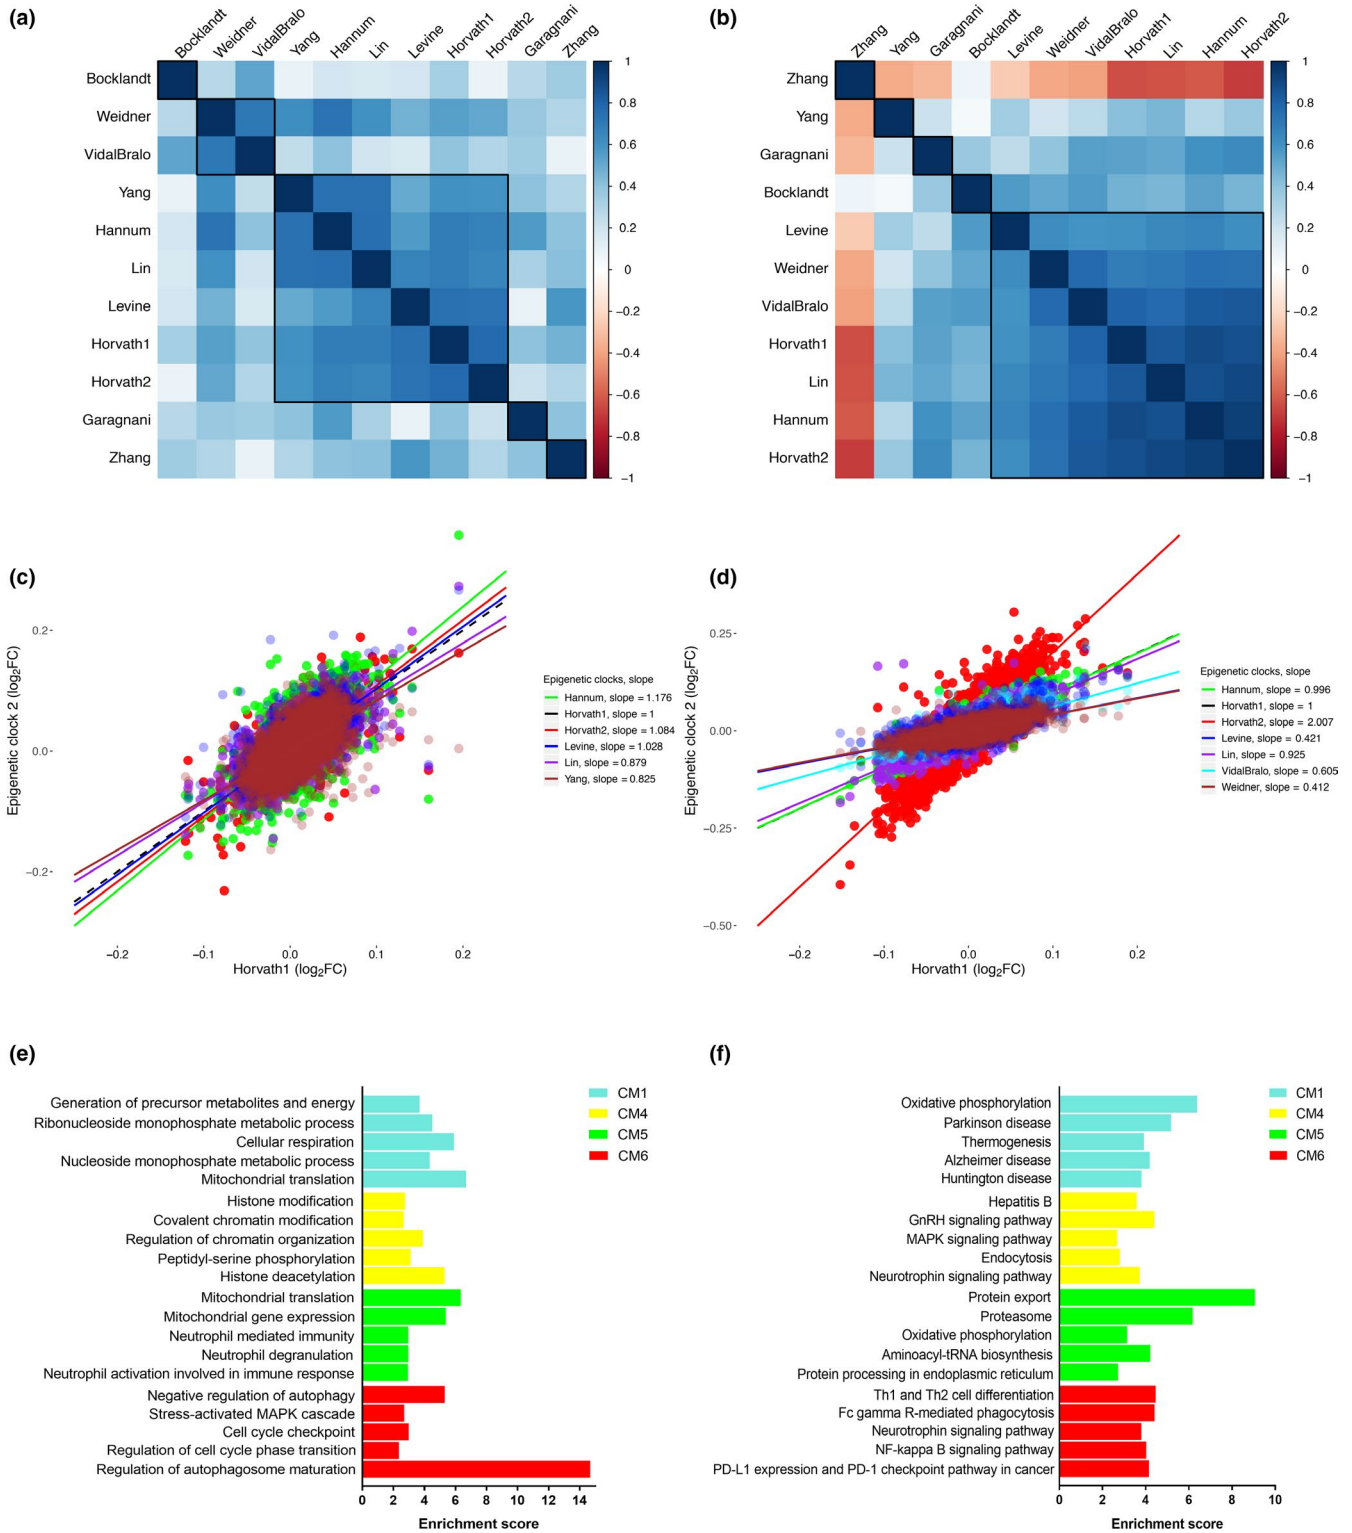 (a)
Bocklandt Weidner VidalBralo Yang Hannum Lin Levine Horvath1 Horvath2 Garagnani Zhang
Bocklandt
Weidner
VidalBralo
Yang
Hannum
Lin
Levine
Horvath1
Horvath2
Garagnani
Zhang
1
0.8
0.6
0.4
0.2
0
−0.2
−0.4
−0.6
−0.8
−1
(b)
Zhang Yang Garagnani Bocklandt Levine Weidner VidalBralo Horvath1 Lin Hannum Horvath2
Zhang
Yang
Garagnani
Bocklandt
Levine
Weidner
VidalBralo
Horvath1
Lin
Hannum
Horvath2
1
0.8
0.6
0.4
0.2
0
−0.2
−0.4
−0.6
−0.8
−1
(c)
Epigenetic clock 2 (log₂FC)
0.2
0.0
−0.2
−0.2 −0.1 0.0 0.1 0.2
Horvath1 (log₂FC)
Epigenetic clocks, slope
Hannum, slope = 1.176
Horvath1, slope = 1
Horvath2, slope = 1.084
Levine, slope = 1.028
Lin, slope = 0.879
Yang, slope = 0.825
(d)
Epigenetic clock 2 (log₂FC)
0.25
0.00
−0.25
−0.50
−0.2 −0.1 0.0 0.1 0.2
Horvath1 (log₂FC)
Epigenetic clocks, slope
Hannum, slope = 0.996
Horvath1, slope = 1
Horvath2, slope = 2.007
Levine, slope = 0.421
Lin, slope = 0.925
VidalBralo, slope = 0.605
Weidner, slope = 0.412
(e)
Generation of precursor metabolites and energy
Ribonucleoside monophosphate metabolic process
Cellular respiration
Nucleoside monophosphate metabolic process
Mitochondrial translation
Histone modification
Covalent chromatin modification
Regulation of chromatin organization
Peptidyl-serine phosphorylation
Histone deacetylation
Mitochondrial translation
Mitochondrial gene expression
Neutrophil mediated immunity
Neutrophil degranulation
Neutrophil activation involved in immune response
Negative regulation of autophagy
Stress-activated MAPK cascade
Cell cycle checkpoint
Regulation of cell cycle phase transition
Regulation of autophagosome maturation
0 2 4 6 8 10 12 14
Enrichment score
CM1
CM4
CM5
CM6
(f)
Oxidative phosphorylation
Parkinson disease
Thermogenesis
Alzheimer disease
Huntington disease
Hepatitis B
GnRH signaling pathway
MAPK signaling pathway
Endocytosis
Neurotrophin signaling pathway
Protein export
Proteasome
Oxidative phosphorylation
Aminoacyl-tRNA biosynthesis
Protein processing in endoplasmic reticulum
Th1 and Th2 cell differentiation
Fc gamma R-mediated phagocytosis
Neurotrophin signaling pathway
NF-kappa B signaling pathway
PD-L1 expression and PD-1 checkpoint pathway in cancer
0 2 4 6 8 10
Enrichment score
CM1
CM4
CM5
CM6